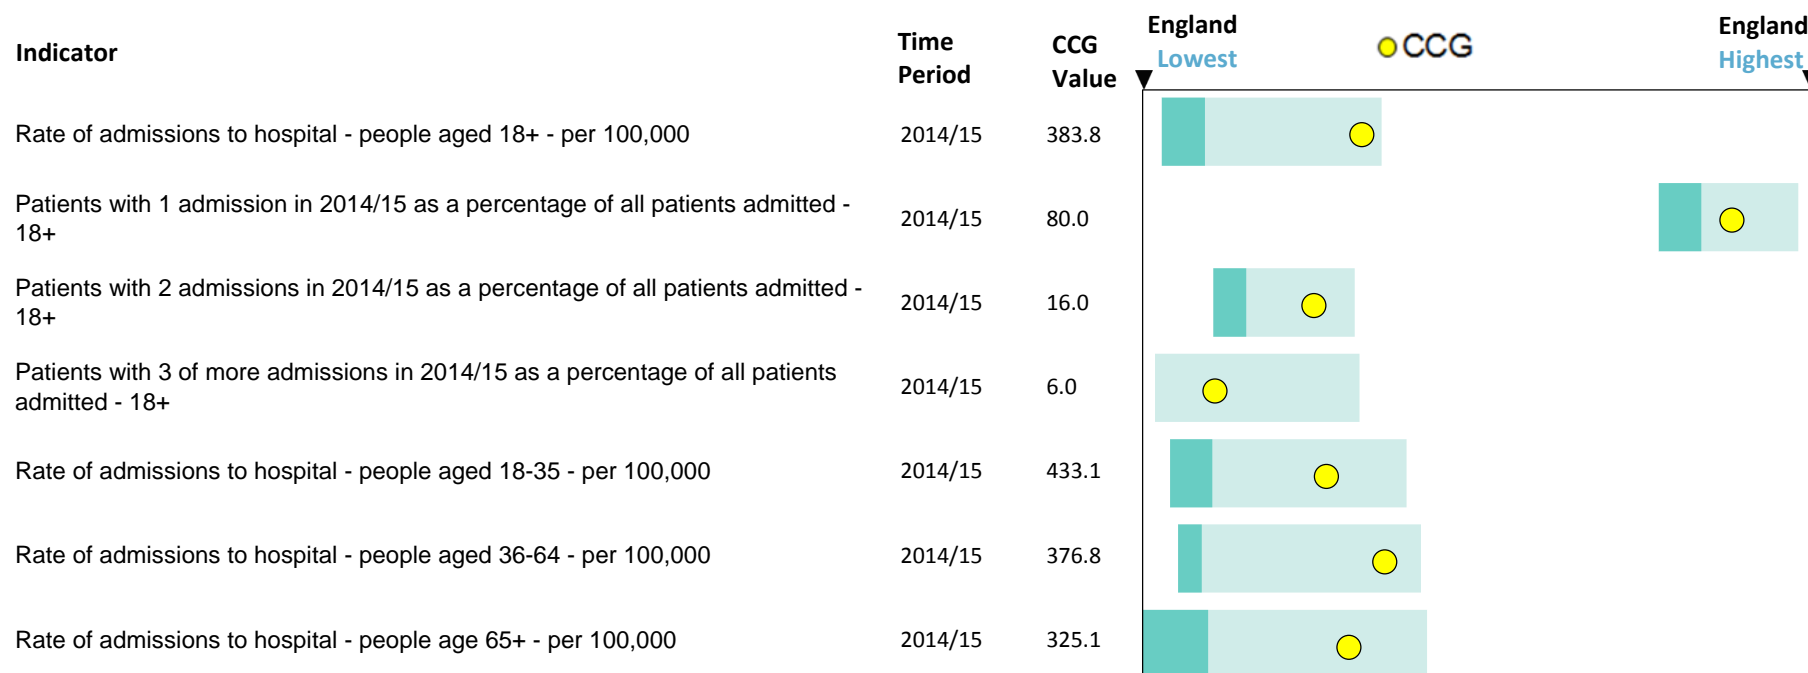 Indicator
Time Period
CCG Value
England Lowest
CCG
England Highest
Rate of admissions to hospital - people aged 18+ - per 100,000 2014/15 383.8
Patients with 1 admission in 2014/15 as a percentage of all patients admitted -
18+
2014/15 80.0
Patients with 2 admissions in 2014/15 as a percentage of all patients admitted -
18+
2014/15 16.0
Patients with 3 of more admissions in 2014/15 as a percentage of all patients
admitted - 18+
2014/15 6.0
Rate of admissions to hospital - people aged 18-35 - per 100,000 2014/15 433.1
Rate of admissions to hospital - people aged 36-64 - per 100,000 2014/15 376.8
Rate of admissions to hospital - people age 65+ - per 100,000 2014/15 325.1